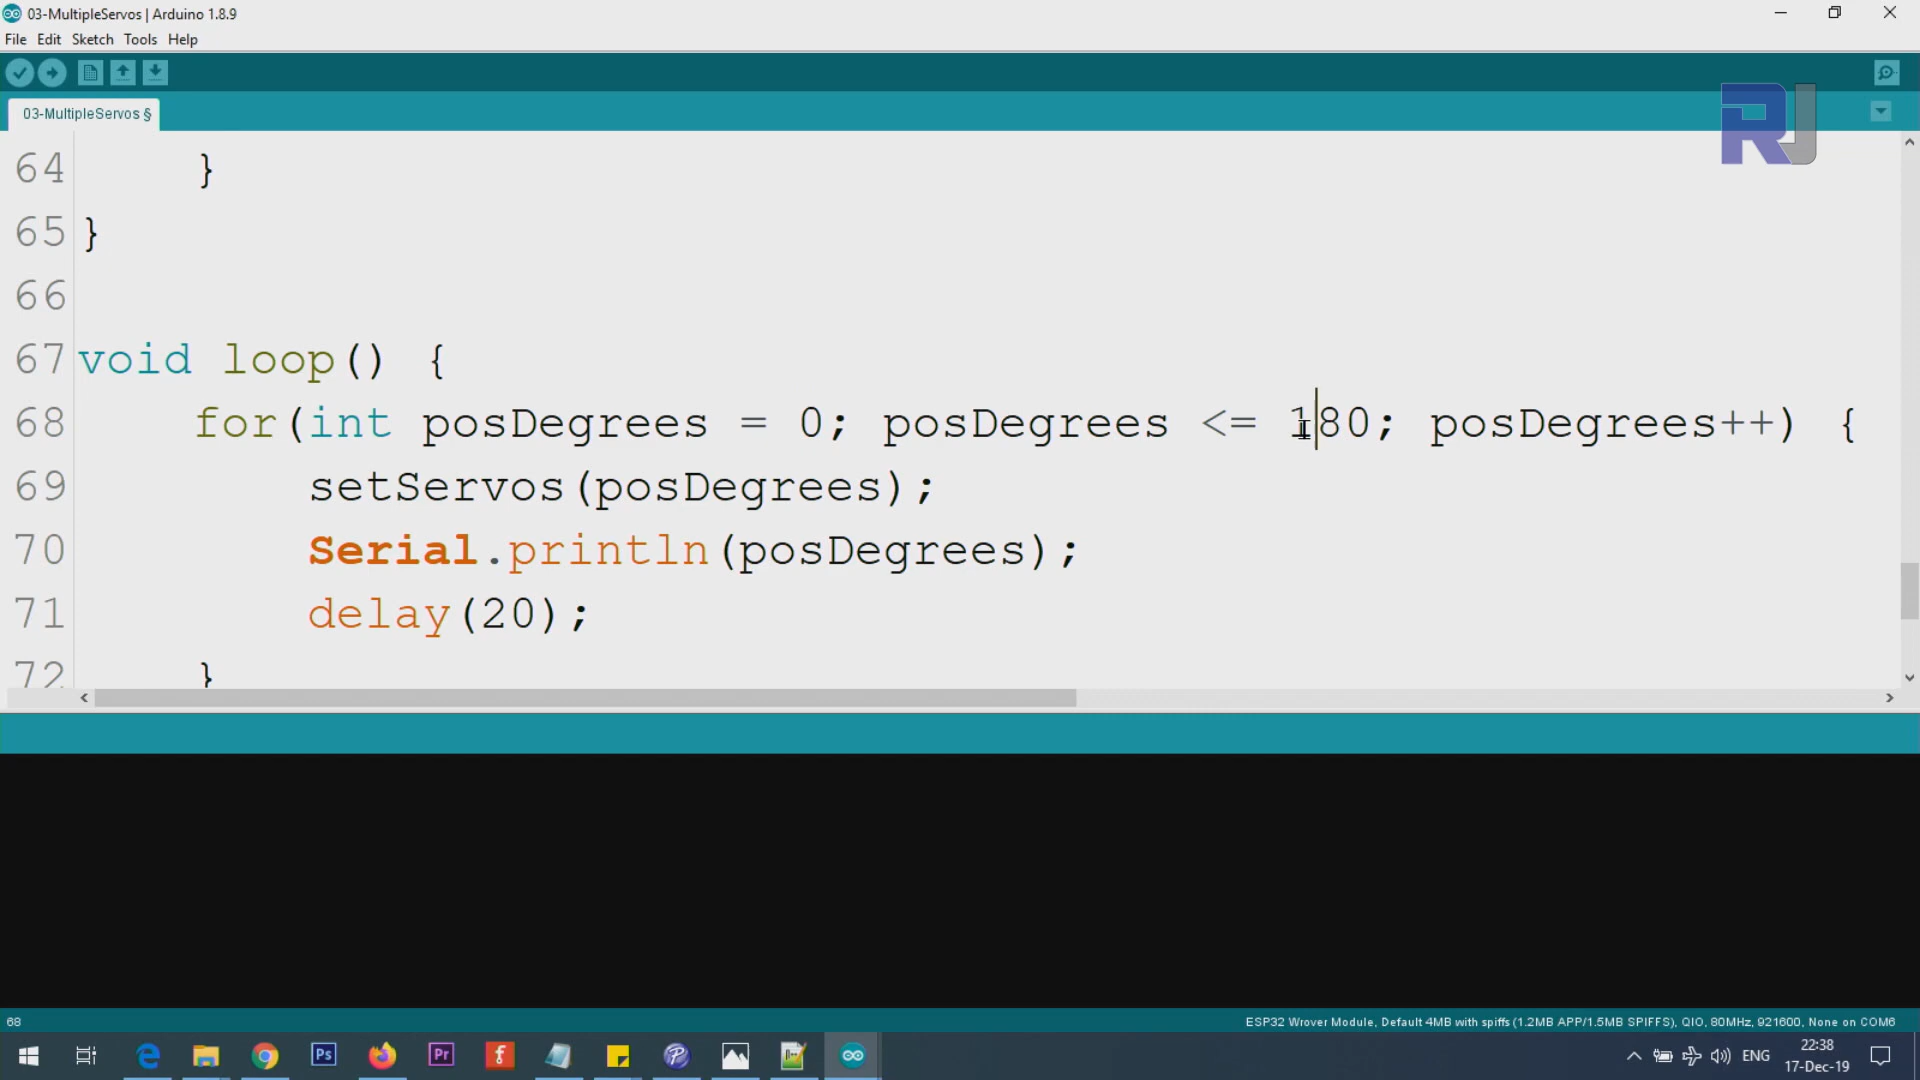 03-MultipleServos | Arduino 1.8.9
File Edit Sketch Tools Help
RJ
03-MultipleServos §
64 }
65 }
66
67 void loop() {
68 for(int posDegrees = 0; posDegrees <= 180; posDegrees++) {
69 setServos(posDegrees);
70 Serial.println(posDegrees);
71 delay(20);
72 }
68
ESP32 Wrover Module, Default 4MB with spiffs (1.2MB APP/1.5MB SPIFFS), QIO, 80MHz, 921600, None on COM6
Ps Pr f
ENG
22:38
17-Dec-19